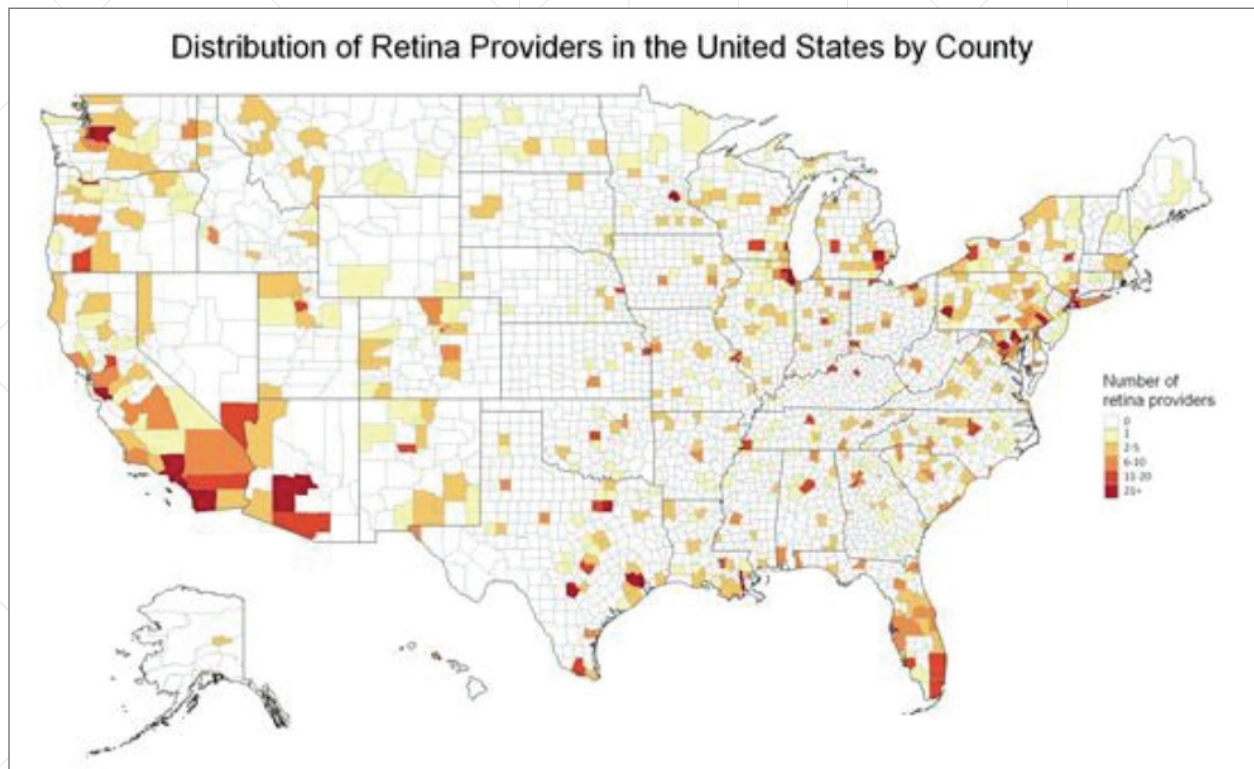 Distribution of Retina Providers in the United States by County
Number of
retina providers
0
1
2-5
6-10
11-20
21+